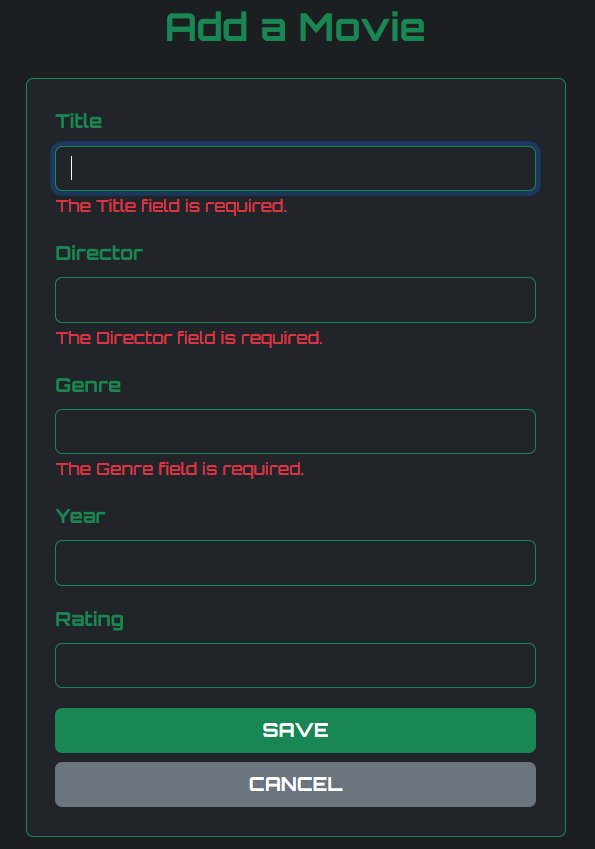 Add a Movie
Title
The Title field is required.
Director
The Director field is required.
Genre
The Genre field is required.
Year
Rating
SAVE
CANCEL